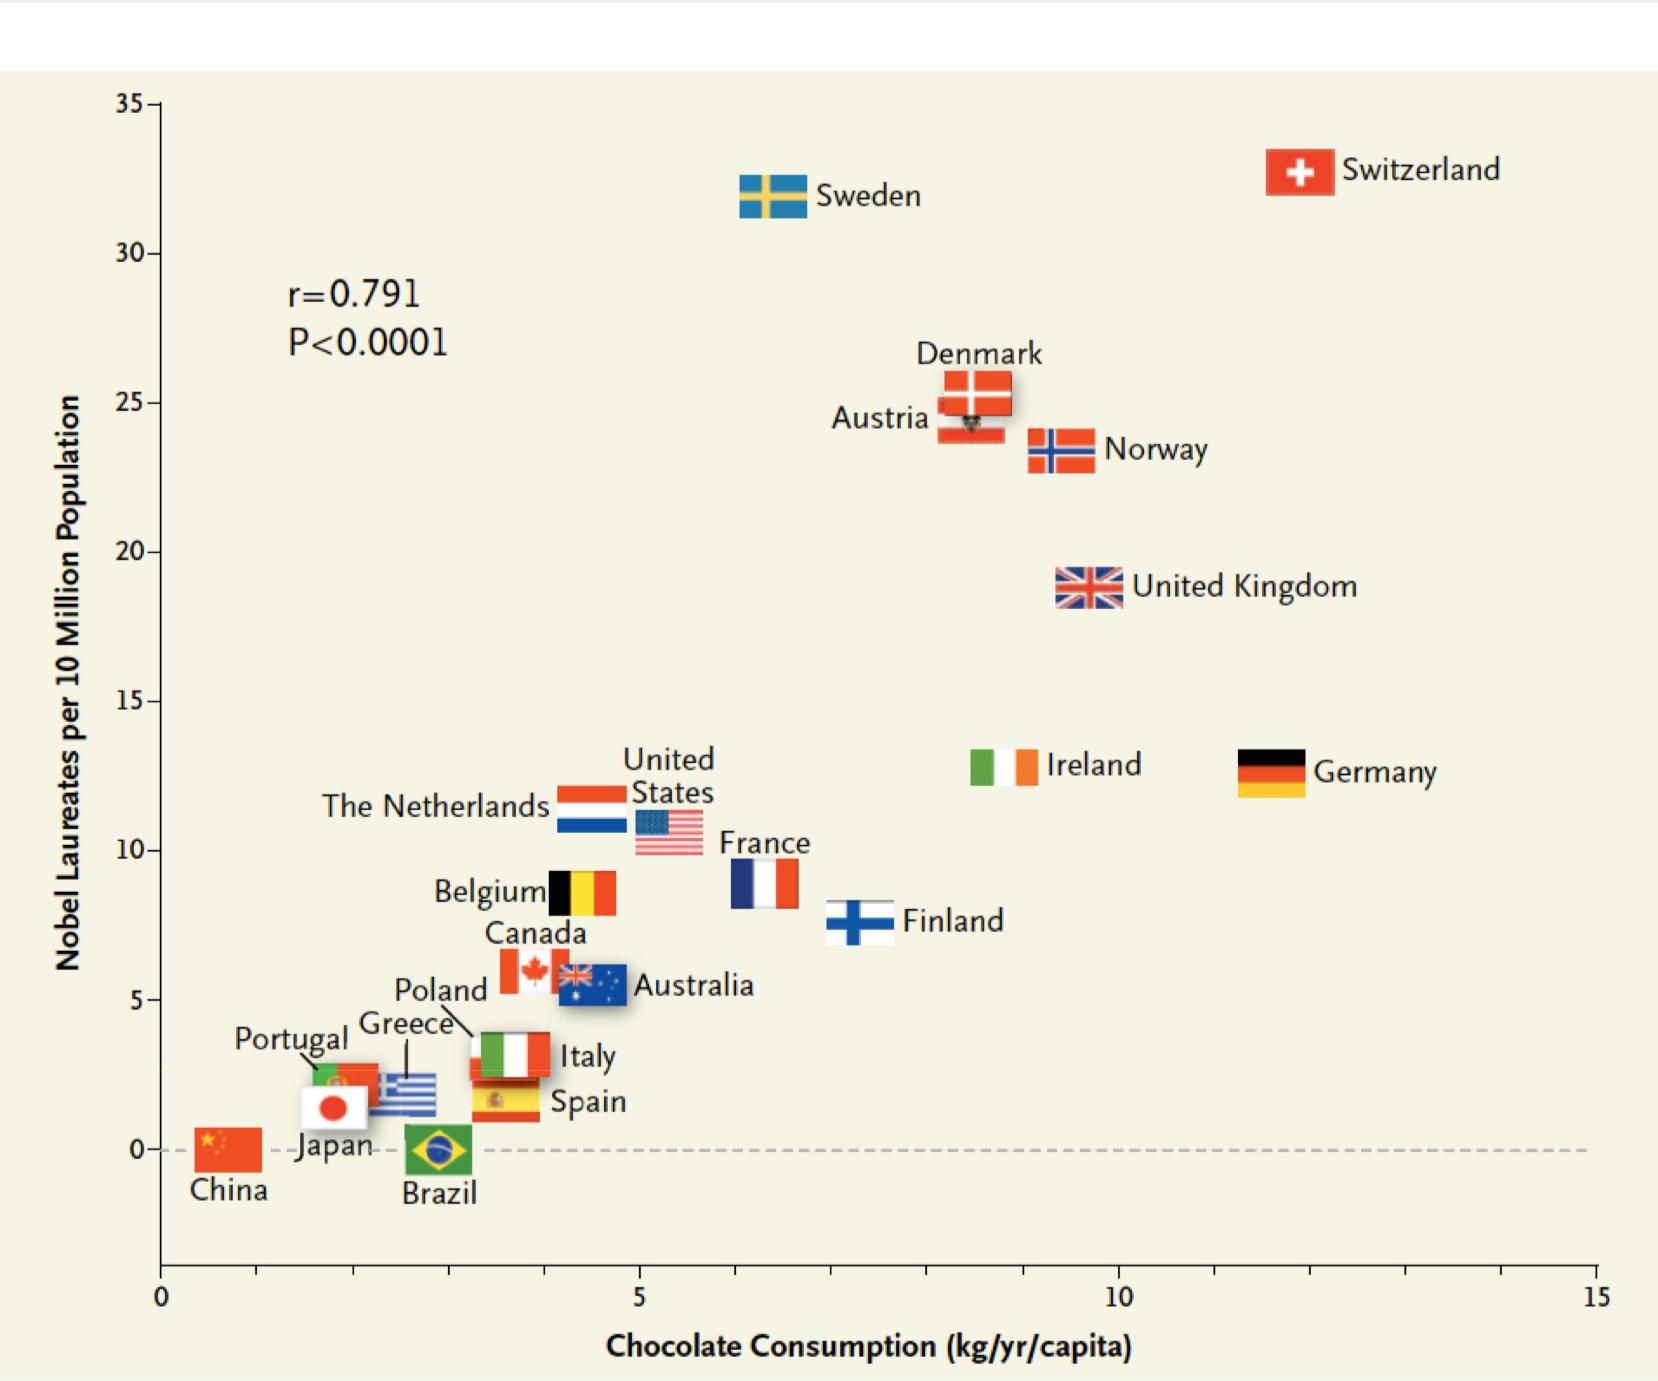 35
Switzerland
Sweden
30
r=0.791
P<0.0001
Denmark
25
Austria
Norway
20
United Kingdom
15
United
States
Ireland
Germany
The Netherlands
France
10
Belgium
Finland
Canada
Australia
5
Poland
Greece
Portugal
Italy
Spain
0
Japan
China
Brazil
Nobel Laureates per 10 Million Population
0 5 10 15
Chocolate Consumption (kg/yr/capita)